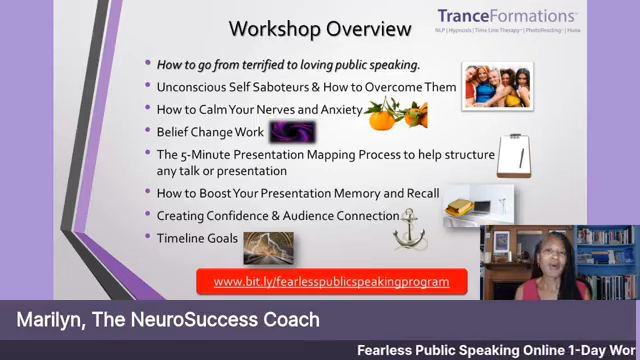 Workshop Overview
TranceFormations™
NLP | Hypnosis | Time Line Therapy™ | PhotoReading™ | Huna
• How to go from terrified to loving public speaking.
• Unconscious Self Saboteurs & How to Overcome Them
• How to Calm Your Nerves and Anxiety
• Belief Change Work
• The 5-Minute Presentation Mapping Process to help structure
any talk or presentation
• How to Boost Your Presentation Memory and Recall
• Creating Confidence & Audience Connection
• Timeline Goals
www.bit.ly/fearlesspublicspeakingprogram
Marilyn, The NeuroSuccess Coach
Fearless Public Speaking Online 1-Day Wor